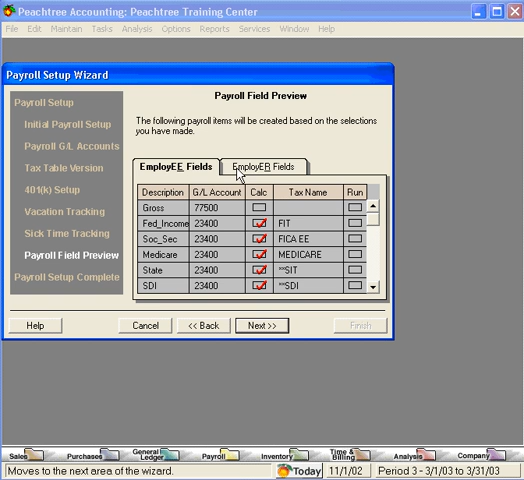 Peachtree Accounting: Peachtree Training Center
File Edit Maintain Tasks Analysis Options Reports Services Window Help
Payroll Setup Wizard
Payroll Setup
Initial Payroll Setup
Payroll G/L Accounts
Tax Table Version
401(k) Setup
Vacation Tracking
Sick Time Tracking
Payroll Field Preview
Payroll Setup Complete
Payroll Field Preview
The following payroll items will be created based on the selections
you have made.
EmployEE Fields EmployER Fields
Description G/L Account Calc Tax Name Run
Gross 77500
Fed_Income 23400 FIT
Soc_Sec 23400 FICA EE
Medicare 23400 MEDICARE
State 23400 **SIT
SDI 23400 **SDI
Help Cancel << Back Next >> Finish
Sales Purchases General Ledger Payroll Inventory Time & Billing Analysis Company
Moves to the next area of the wizard. Today 11/1/02 Period 3 - 3/1/03 to 3/31/03